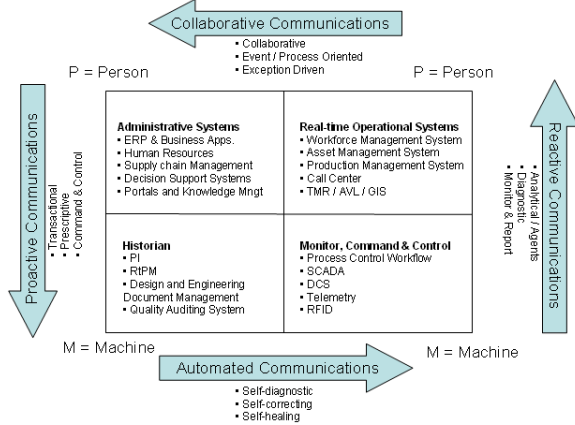 Collaborative Communications
• Collaborative
• Event / Process Oriented
• Exception Driven
P = Person
P = Person
Proactive Communications
• Transactional
• Prescriptive
• Command & Control
Administrative Systems
• ERP & Business Apps.
• Human Resources
• Supply chain Management
• Decision Support Systems
• Portals and Knowledge Mngt
Real-time Operational Systems
• Workforce Management System
• Asset Management System
• Production Management System
• Call Center
• TMR / AVL / GIS
Historian
• PI
• RtPM
• Design and Engineering
Document Management
• Quality Auditing System
Monitor, Command & Control
• Process Control Workflow
• SCADA
• DCS
• Telemetry
• RFID
Reactive Communications
• Analytical / Agents
• Diagnostic
• Monitor & Report
M = Machine
M = Machine
Automated Communications
• Self-diagnostic
• Self-correcting
• Self-healing